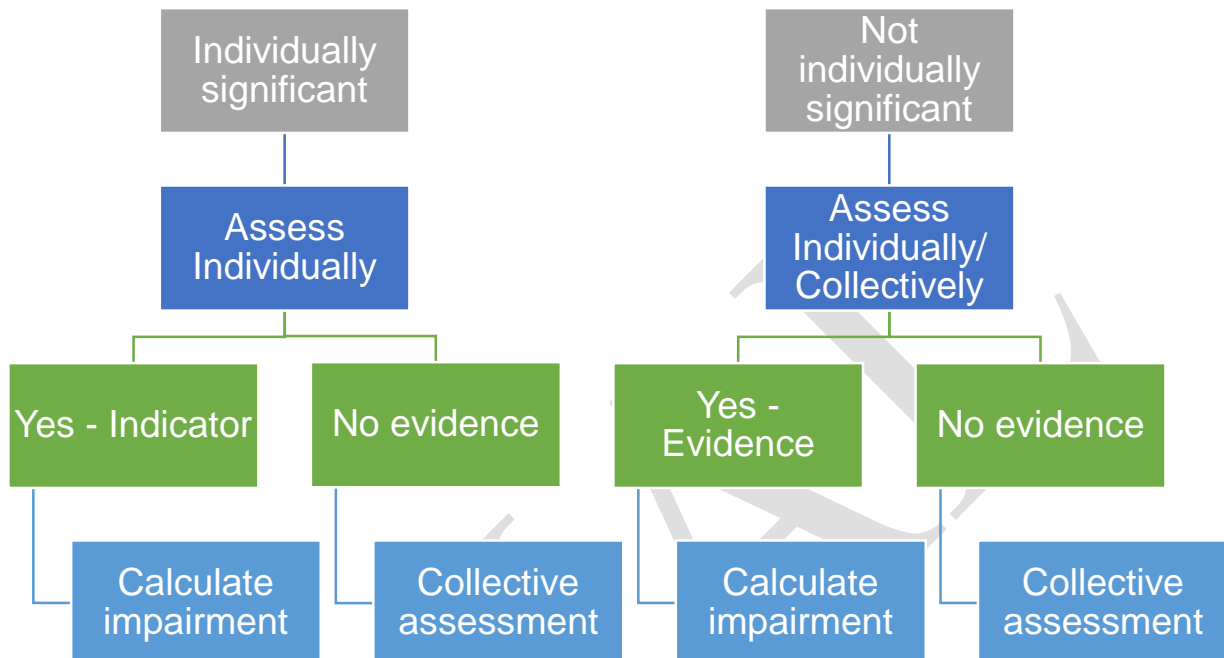 Individually
significant
Not
individually
significant
Assess
Individually
Assess
Individually/
Collectively
Yes - Indicator
No evidence
Yes -
Evidence
No evidence
Calculate
impairment
Collective
assessment
Calculate
impairment
Collective
assessment